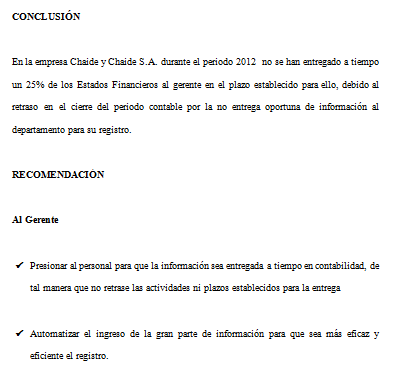 CONCLUSIÓN
En la empresa Chaide y Chaide S.A. durante el periodo 2012 no se han entregado a tiempo
un 25% de los Estados Financieros al gerente en el plazo establecido para ello, debido al
retraso en el cierre del periodo contable por la no entrega oportuna de información al
departamento para su registro.
RECOMENDACIÓN
Al Gerente
✓ Presionar al personal para que la información sea entregada a tiempo en contabilidad, de
tal manera que no retrase las actividades ni plazos establecidos para la entrega
✓ Automatizar el ingreso de la gran parte de información para que sea más eficaz y
eficiente el registro.